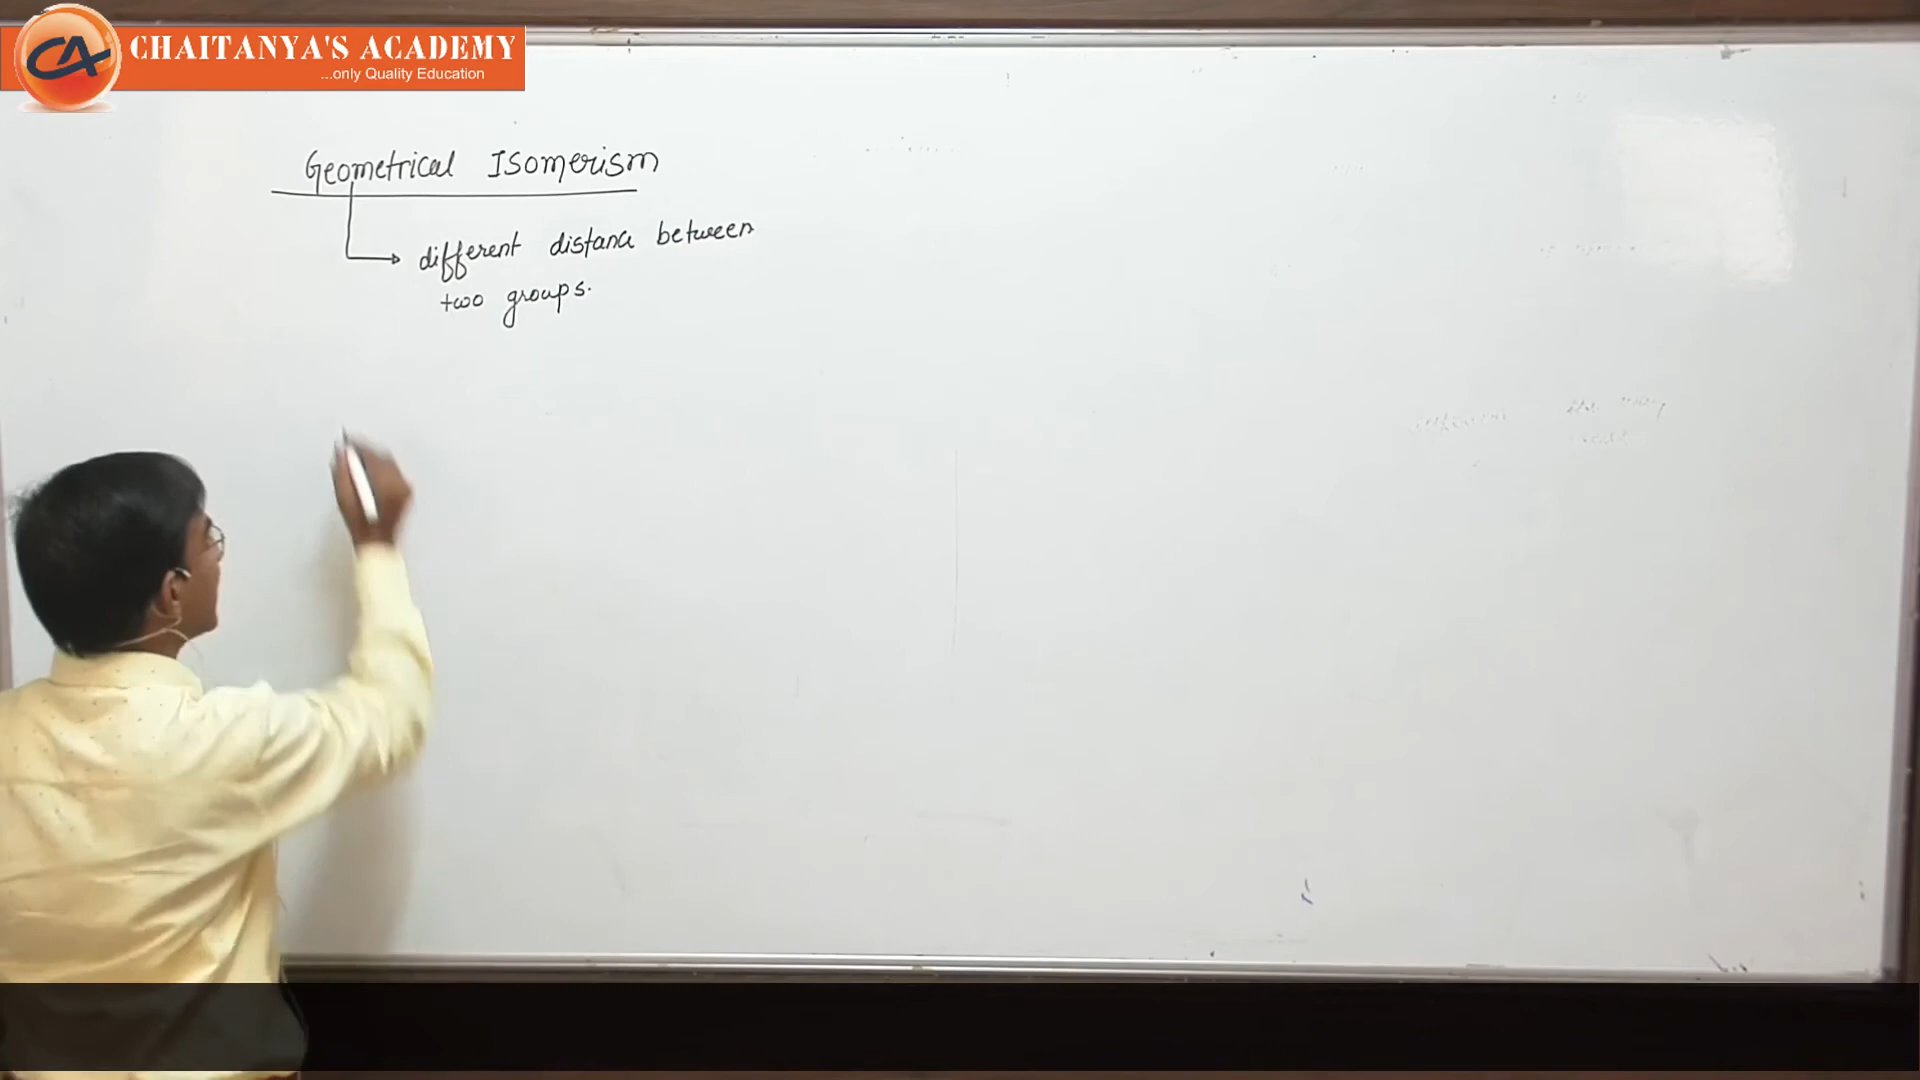 CHAITANYA'S ACADEMY
...only Quality Education
Geometrical Isomerism
different distance between
two groups.